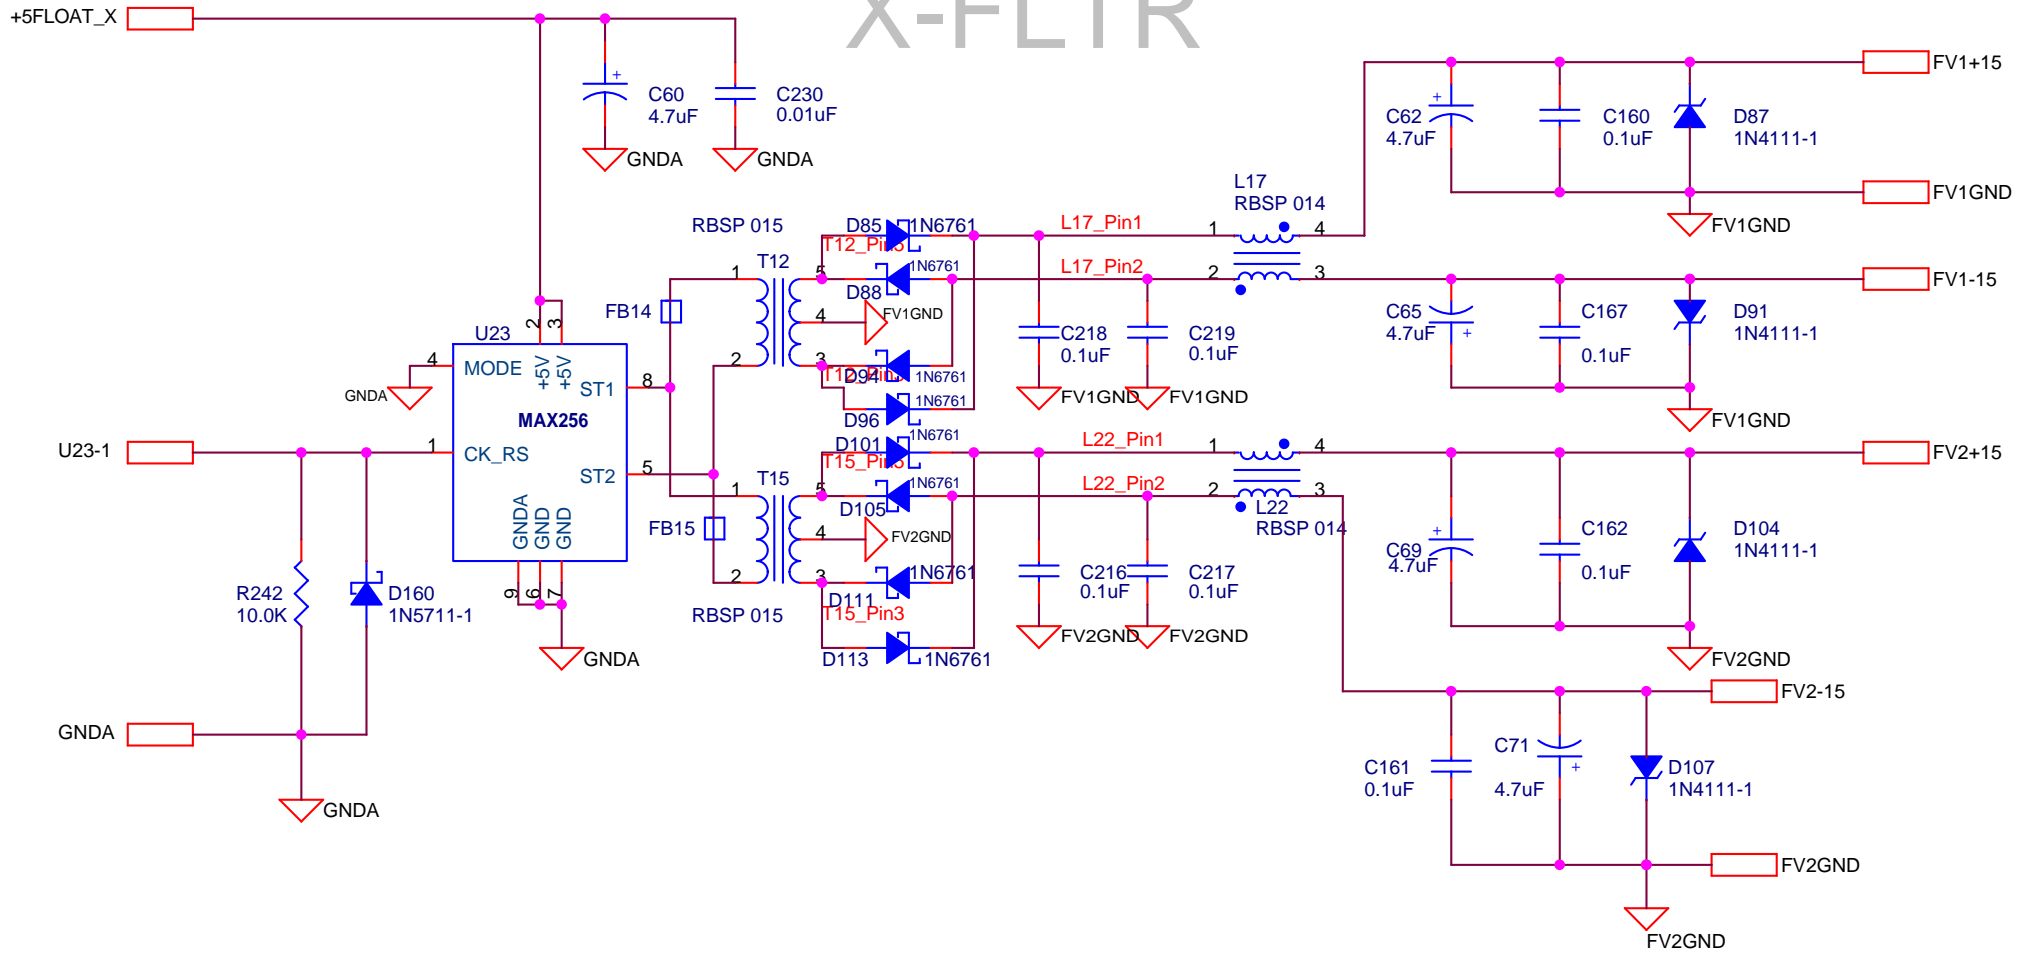 X-FLTR
+5FLOAT_X
C60
4.7uF
C230
0.01uF
GNDA
GNDA
FV1+15
C62
4.7uF
C160
0.1uF
D87
1N4111-1
FV1GND
FV1GND
L17
RBSP 014
RBSP 015
D85
1N6761
T12_Pin5
L17_Pin1
1
4
T12
1
5
D88
1N6761
L17_Pin2
2
3
FV1-15
FB14
4
FV1GND
C218
0.1uF
C219
0.1uF
C65
4.7uF
C167
0.1uF
D91
1N4111-1
U23
2
3
+5V
+5V
4
MODE
GNDA
ST1
8
MAX256
2
3
D94
1N6761
D96
1N6761
FV1GND
FV1GND
FV1GND
U23-1
1
CK_RS
ST2
5
GNDA
GND
GND
9
6
7
GNDA
D101
1N6761
T15_Pin5
L22_Pin1
1
4
FV2+15
T15
1
5
D105
1N6761
L22_Pin2
2
3
L22
RBSP 014
FB15
4
FV2GND
C69
4.7uF
C162
0.1uF
D104
1N4111-1
2
3
D111
1N6761
C216
0.1uF
C217
0.1uF
R242
10.0K
D160
1N5711-1
RBSP 015
T15_Pin3
D113
1N6761
FV2GND
FV2GND
FV2GND
FV2-15
GNDA
GNDA
C161
0.1uF
C71
4.7uF
D107
1N4111-1
FV2GND
FV2GND